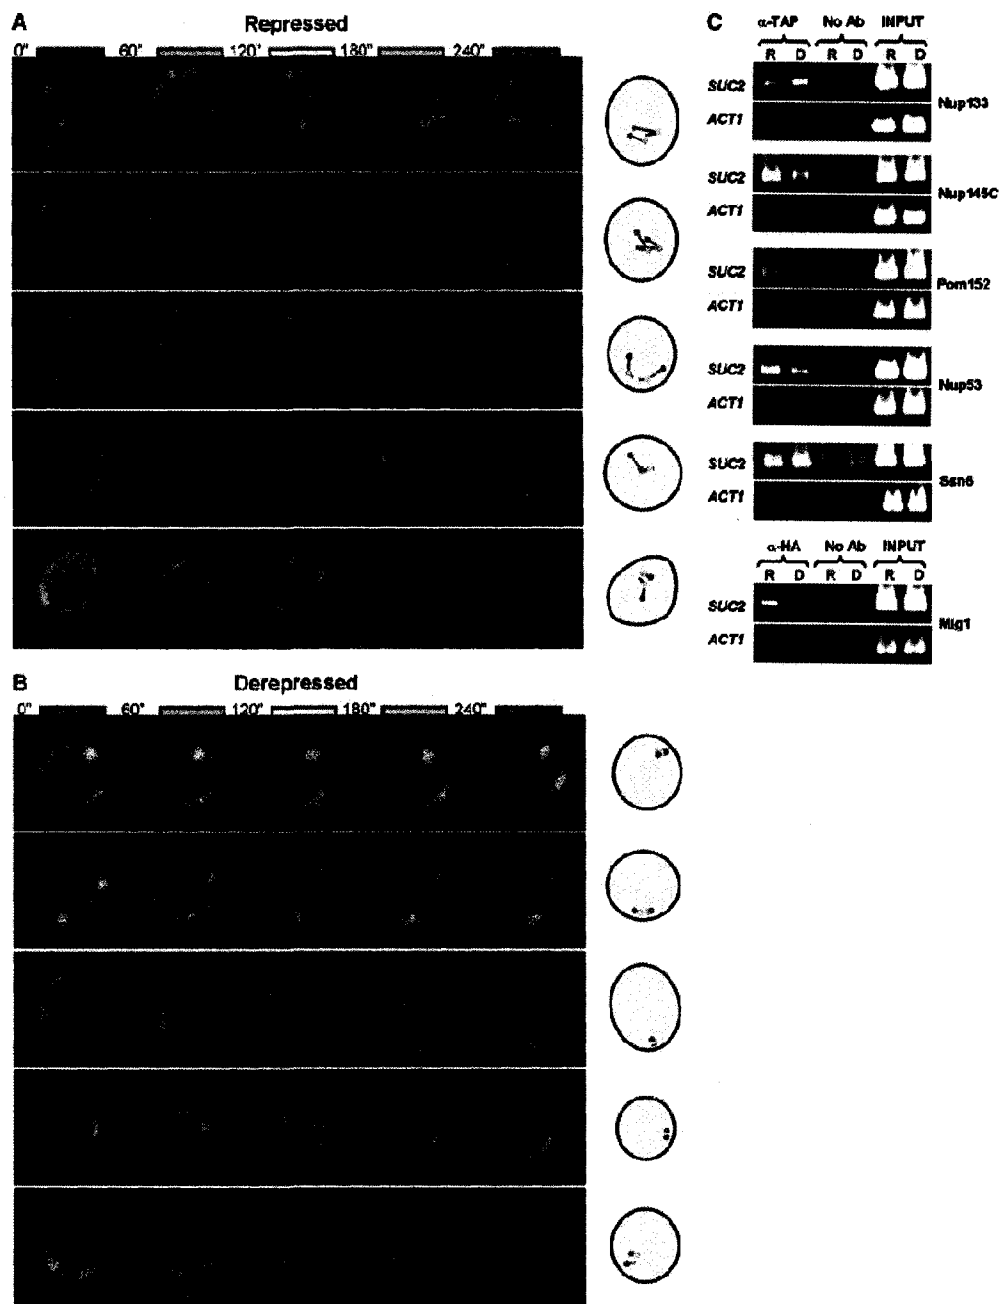 A
Repressed
0" 60" 120" 180" 240"
B
Derepressed
0" 60" 120" 180" 240"
C
α-TAP No Ab INPUT
R D R D R D
SUC2
Nup133
ACT1
SUC2
Nup145C
ACT1
SUC2
Pom152
ACT1
SUC2
Nup53
ACT1
SUC2
Ssn6
ACT1
α-HA No Ab INPUT
R D R D R D
SUC2
Mig1
ACT1